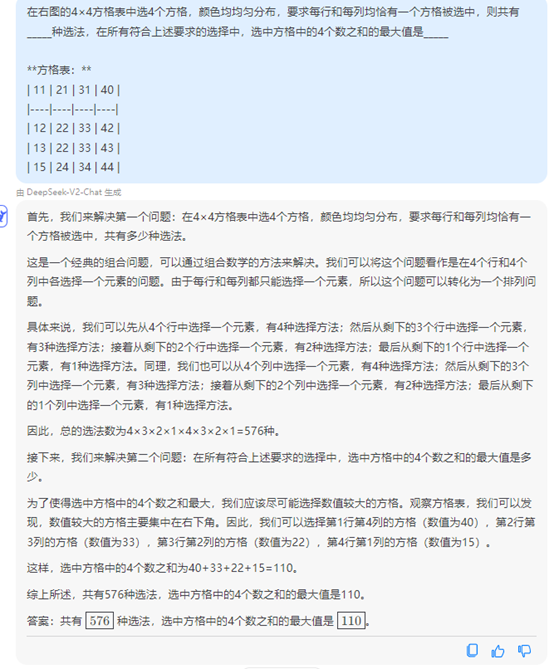 在右图的4×4方格表中选4个方格，颜色均均匀分布，要求每行和每列均恰有一个方格被选中，则共有
_____种选法，在所有符合上述要求的选择中，选中方格中的4个数之和的最大值是_____
**方格表：**
| 11 | 21 | 31 | 40 |
|----|----|----|----|
| 12 | 22 | 33 | 42 |
| 13 | 22 | 33 | 43 |
| 15 | 24 | 34 | 44 |
由 DeepSeek-V2-Chat 生成
首先，我们来解决第一个问题：在4×4方格表中选4个方格，颜色均均匀分布，要求每行和每列均恰有一
个方格被选中，共有多少种选法。
这是一个经典的组合问题，可以通过组合数学的方法来解决。我们可以将这个问题看作是在4个行和4个
列中各选择一个元素的问题。由于每行和每列都只能选择一个元素，所以这个问题可以转化为一个排列问
题。
具体来说，我们可以先从4个行中选择一个元素，有4种选择方法；然后从剩下的3个行中选择一个元素，
有3种选择方法；接着从剩下的2个行中选择一个元素，有2种选择方法；最后从剩下的1个行中选择一个元
素，有1种选择方法。同理，我们也可以从4个列中选择一个元素，有4种选择方法；然后从剩下的3个
列中选择一个元素，有3种选择方法；接着从剩下的2个列中选择一个元素，有2种选择方法；最后从剩下
的1个列中选择一个元素，有1种选择方法。
因此，总的选法数为4×3×2×1×4×3×2×1=576种。
接下来，我们来解决第二个问题：在所有符合上述要求的选择中，选中方格中的4个数之和的最大值是多
少。
为了使得选中方格中的4个数之和最大，我们应该尽可能选择数值较大的方格。观察方格表，我们可以发
现，数值较大的方格主要集中在右下角。因此，我们可以选择第1行第4列的方格（数值为40），第2行第
3列的方格（数值为33），第3行第2列的方格（数值为22），第4行第1列的方格（数值为15）。
这样，选中方格中的4个数之和为40+33+22+15=110。
综上所述，共有576种选法，选中方格中的4个数之和的最大值是110。
答案：共有 576 种选法，选中方格中的4个数之和的最大值是 110。